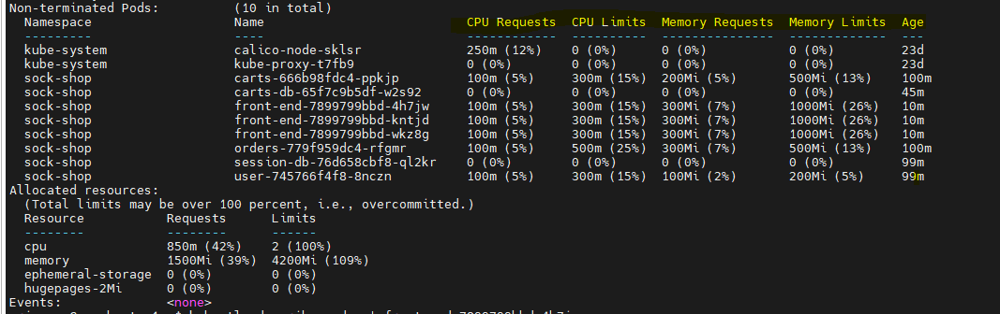 Non-terminated Pods:          (10 in total)
  Namespace                   Name                           CPU Requests  CPU Limits  Memory Requests  Memory Limits  Age
  ---------                   ----                           ------------  ----------  ---------------  -------------  ---
  kube-system                 calico-node-sklsr              250m (12%)    0 (0%)      0 (0%)           0 (0%)         23d
  kube-system                 kube-proxy-t7fb9               0 (0%)        0 (0%)      0 (0%)           0 (0%)         23d
  sock-shop                   carts-666b98fdc4-ppkjp         100m (5%)     300m (15%)  200Mi (5%)       500Mi (13%)    100m
  sock-shop                   carts-db-65f7c9b5df-w2s92      0 (0%)        0 (0%)      0 (0%)           0 (0%)         45m
  sock-shop                   front-end-7899799bbd-4h7jw     100m (5%)     300m (15%)  300Mi (7%)       1000Mi (26%)   10m
  sock-shop                   front-end-7899799bbd-kntjd     100m (5%)     300m (15%)  300Mi (7%)       1000Mi (26%)   10m
  sock-shop                   front-end-7899799bbd-wkz8g     100m (5%)     300m (15%)  300Mi (7%)       1000Mi (26%)   10m
  sock-shop                   orders-779f959dc4-rfgmr        100m (5%)     500m (25%)  300Mi (7%)       500Mi (13%)    100m
  sock-shop                   session-db-76d658cbf8-ql2kr    0 (0%)        0 (0%)      0 (0%)           0 (0%)         99m
  sock-shop                   user-745766f4f8-8nczn          100m (5%)     300m (15%)  100Mi (2%)       200Mi (5%)     99m
Allocated resources:
  (Total limits may be over 100 percent, i.e., overcommitted.)
  Resource           Requests      Limits
  --------           --------      ------
  cpu                850m (42%)    2 (100%)
  memory             1500Mi (39%)  4200Mi (109%)
  ephemeral-storage  0 (0%)        0 (0%)
  hugepages-2Mi      0 (0%)        0 (0%)
Events:              <none>